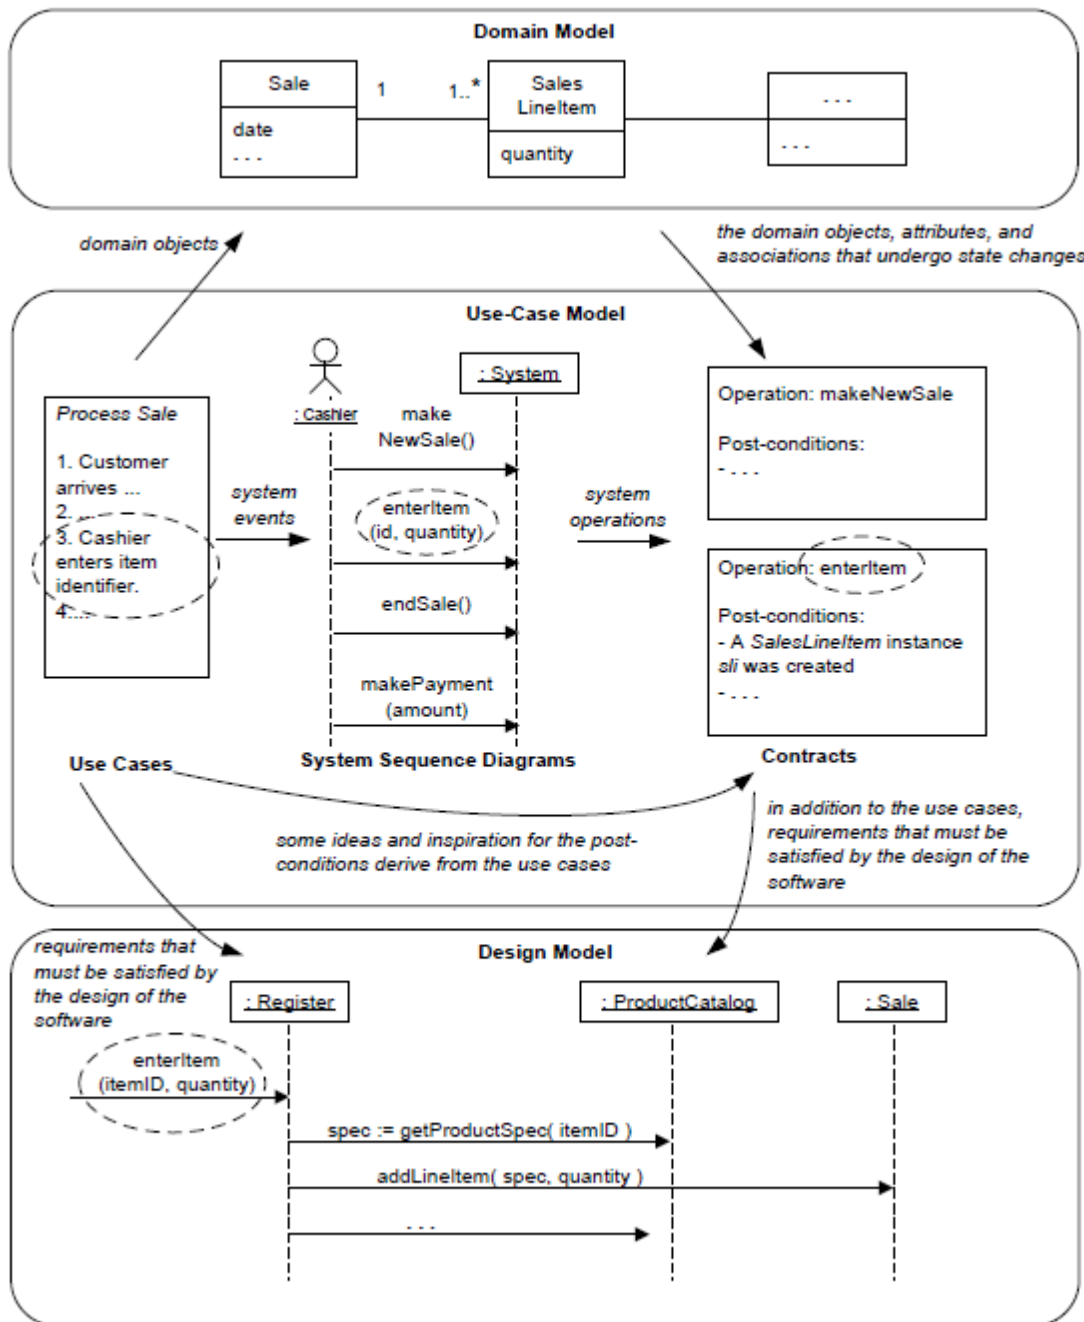 Domain Model
Sale
date
. . .
1
1..*
Sales
LineItem
quantity
. . .
. . .
domain objects
the domain objects, attributes, and
associations that undergo state changes
Use-Case Model
Process Sale
1. Customer
arrives ...
2. ...
3. Cashier
enters item
identifier.
4....
system
events
: Cashier
: System
make
NewSale()
enterItem
(id, quantity)
endSale()
makePayment
(amount)
system
operations
Operation: makeNewSale
Post-conditions:
- . . .
Operation: enterItem
Post-conditions:
- A SalesLineItem instance
sli was created
- . . .
Use Cases
System Sequence Diagrams
Contracts
some ideas and inspiration for the post-
conditions derive from the use cases
in addition to the use cases,
requirements that must be
satisfied by the design of the
software
Design Model
requirements that
must be satisfied by
the design of the
software
: Register
: ProductCatalog
: Sale
enterItem
(itemID, quantity)
spec := getProductSpec( itemID )
addLineItem( spec, quantity )
. . .